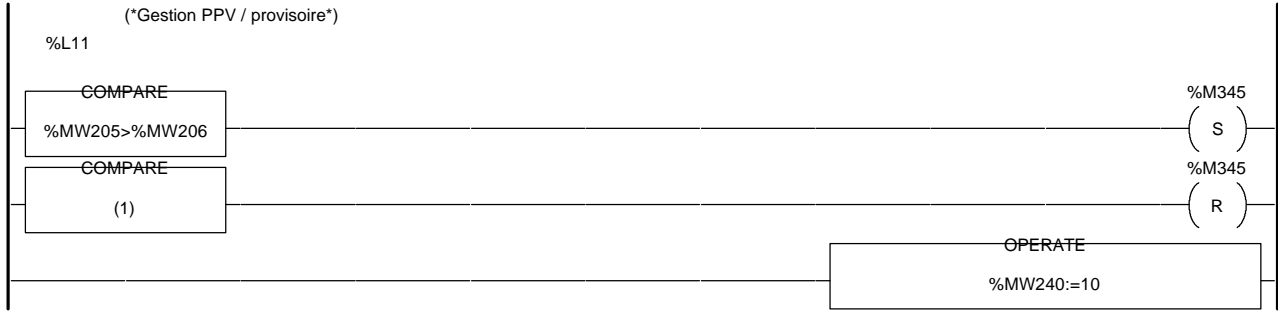 (*Gestion PPV / provisoire*)
%L11
COMPARE
%M345
%MW205>%MW206
S
COMPARE
%M345
(1)
R
OPERATE
%MW240:=10